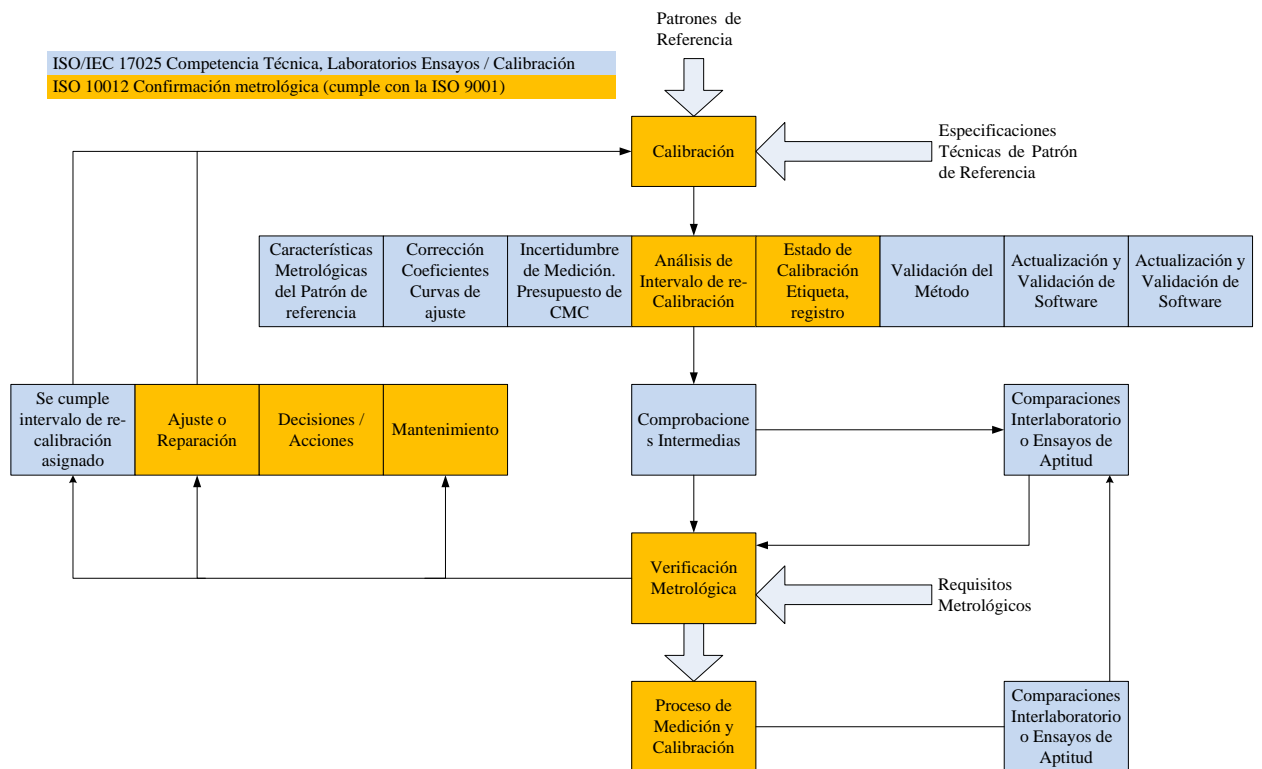 Patrones de
Referencia
ISO/IEC 17025 Competencia Técnica, Laboratorios Ensayos / Calibración
ISO 10012 Confirmación metrológica (cumple con la ISO 9001)
Calibración
Especificaciones
Técnicas de Patrón
de Referencia
Características
Metrológicas
del Patrón de
referencia
Corrección
Coeficientes
Curvas de
ajuste
Incertidumbre
de Medición.
Presupuesto de
CMC
Análisis de
Intervalo de re-
Calibración
Estado de
Calibración
Etiqueta,
registro
Validación del
Método
Actualización y
Validación de
Software
Actualización y
Validación de
Software
Se cumple
intervalo de re-
calibración
asignado
Ajuste o
Reparación
Decisiones /
Acciones
Mantenimiento
Comprobacione
s Intermedias
Comparaciones
Interlaboratorio
o Ensayos de
Aptitud
Verificación
Metrológica
Requisitos
Metrológicos
Proceso de
Medición y
Calibración
Comparaciones
Interlaboratorio
o Ensayos de
Aptitud